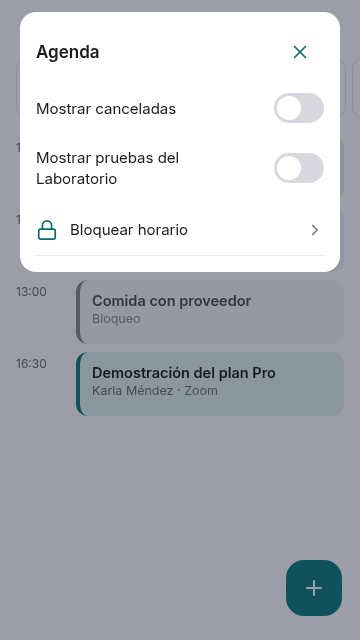 Agenda
Mostrar canceladas
Mostrar pruebas del
Laboratorio
Bloquear horario
13:00
Comida con proveedor
Bloqueo
16:30
Demostración del plan Pro
Karla Méndez · Zoom